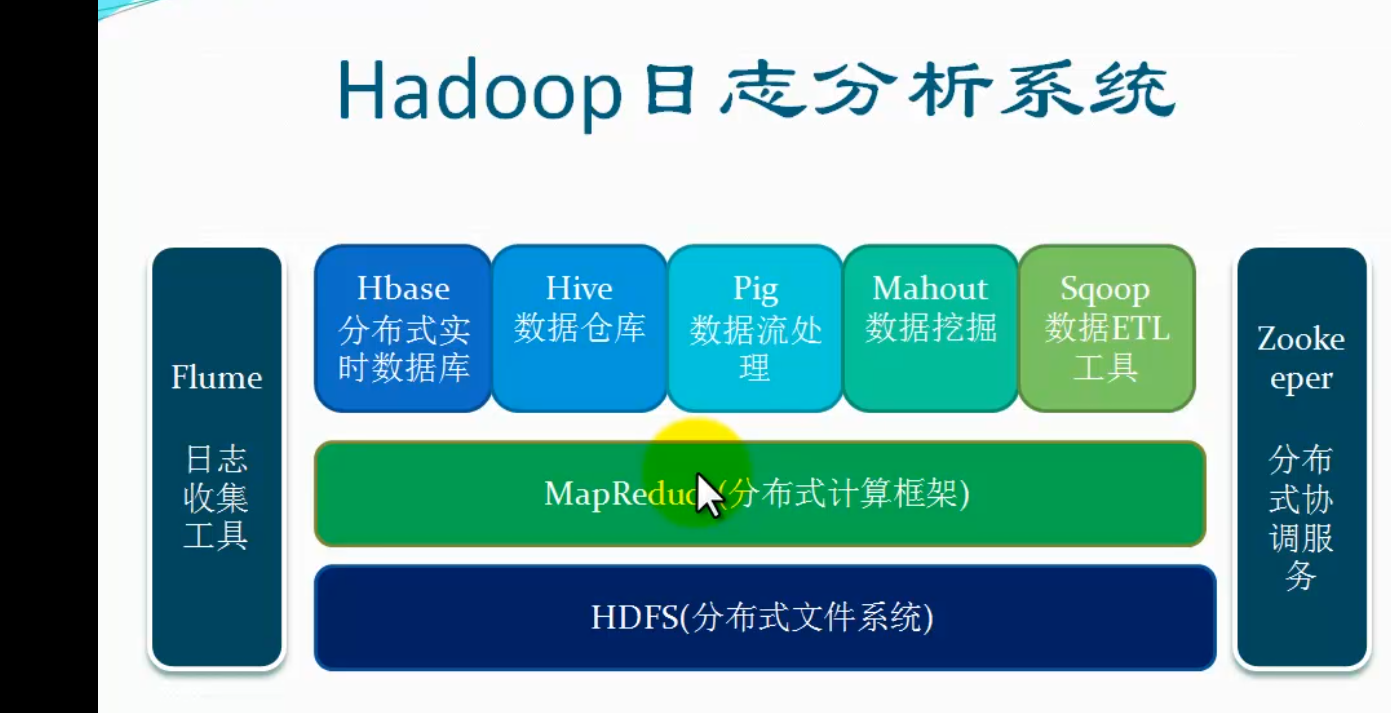 Hadoop日志分析系统
Flume
日志
收集
工具
Hbase
分布式实
时数据库
Hive
数据仓库
Pig
数据流处
理
Mahout
数据挖掘
Sqoop
数据ETL
工具
MapReduc(分布式计算框架)
HDFS(分布式文件系统)
Zooke
eper
分布
式协
调服
务